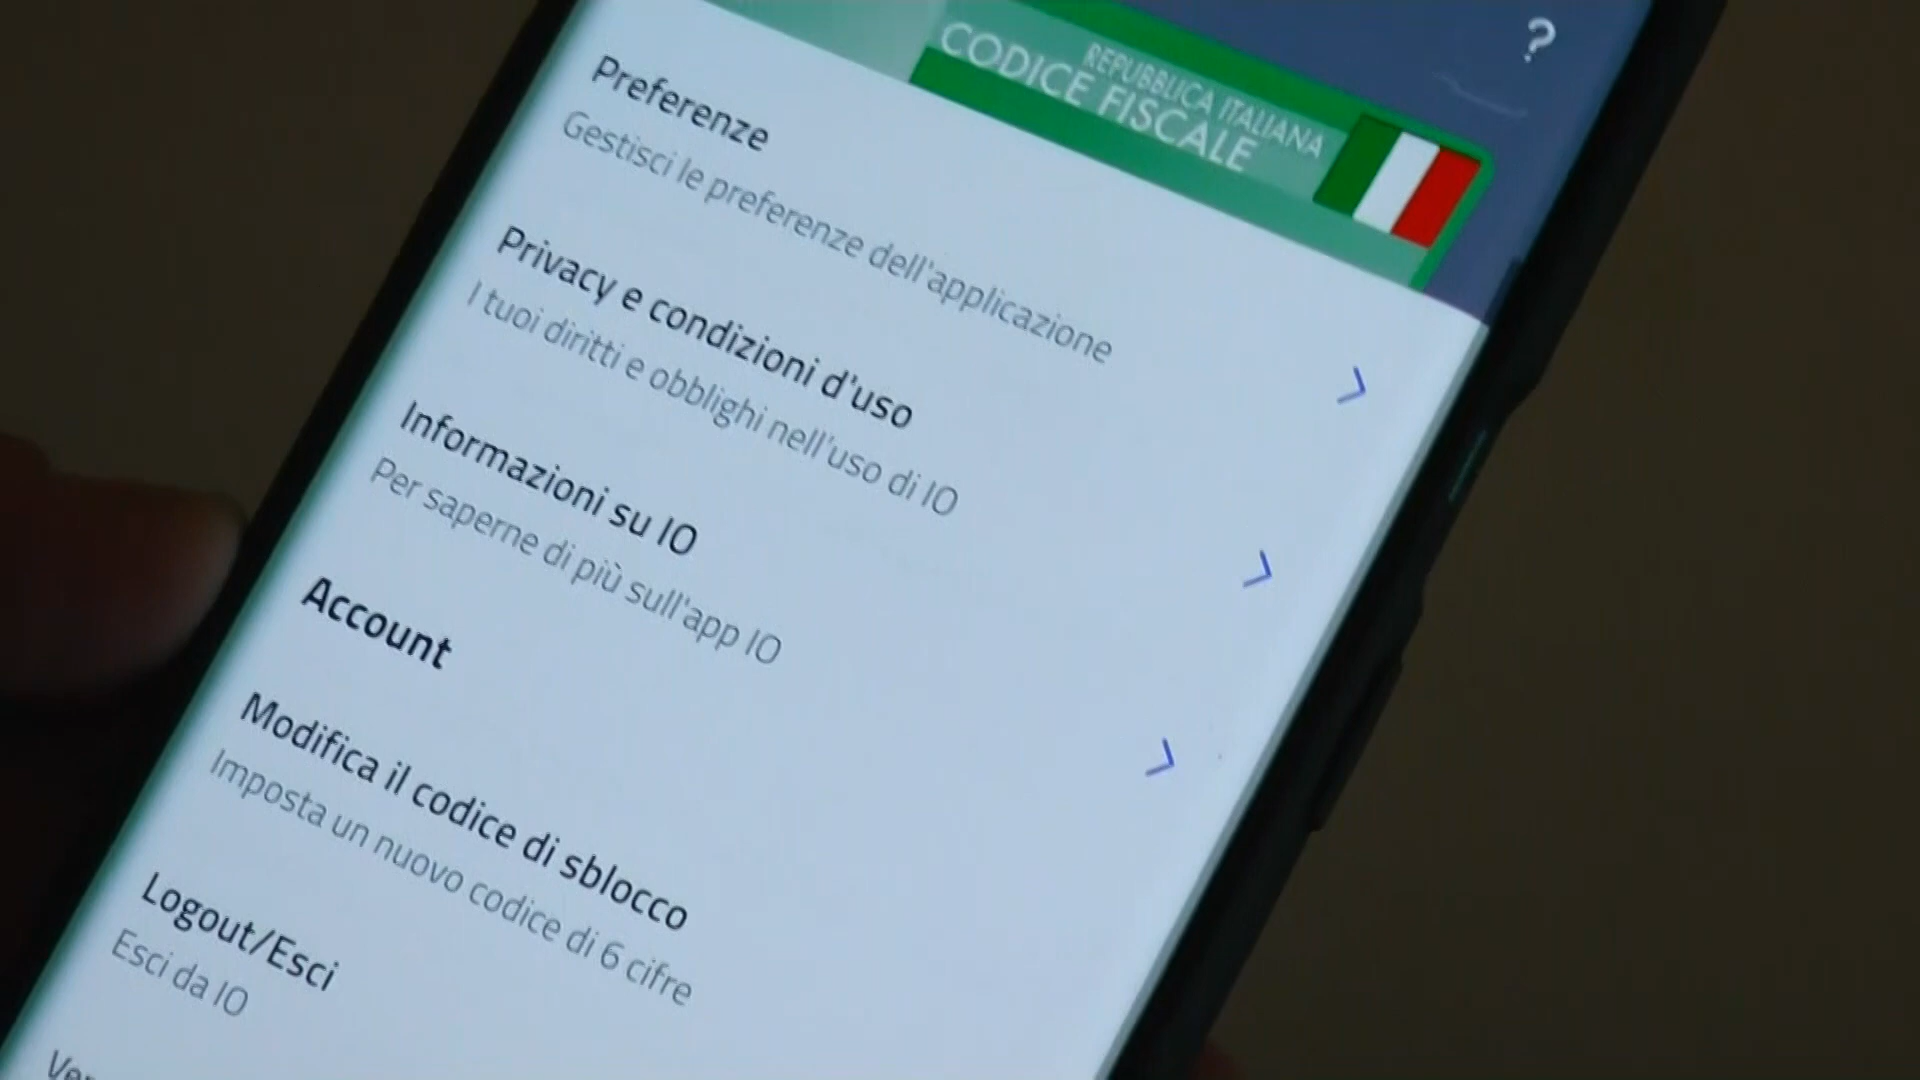 ?
REPUBBLICA ITALIANA
CODICE FISCALE
Preferenze
Gestisci le preferenze dell'applicazione
Privacy e condizioni d'uso
I tuoi diritti e obblighi nell'uso di IO
Informazioni su IO
Per saperne di più sull'app IO
Account
Modifica il codice di sblocco
Imposta un nuovo codice di 6 cifre
Logout/Esci
Esci da IO